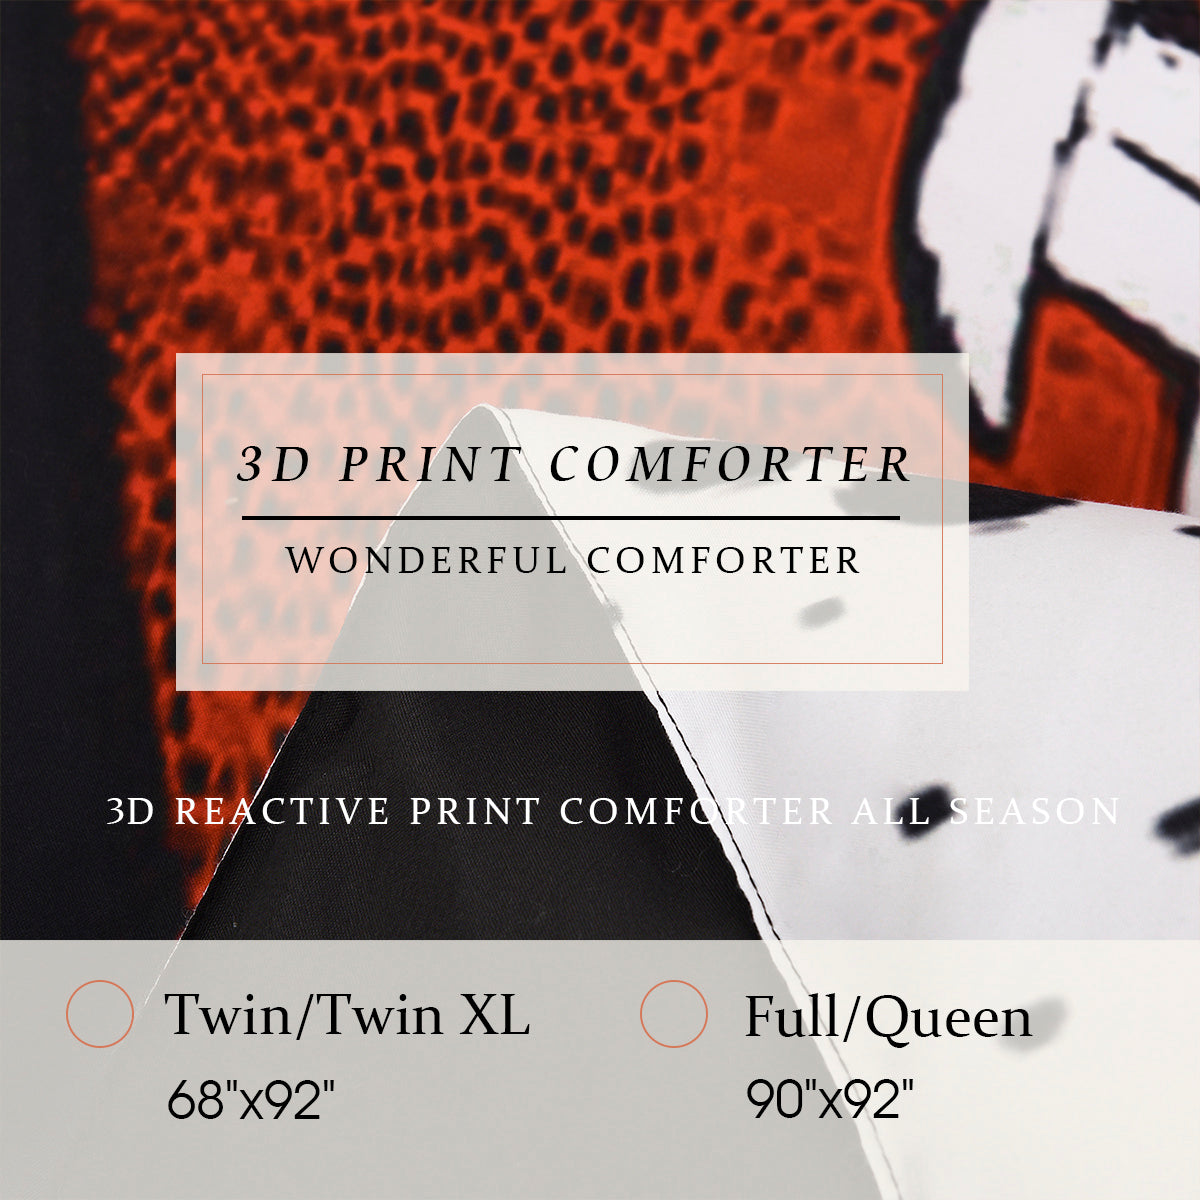 3D PRINT COMFORTER
WONDERFUL COMFORTER
3D REACTIVE PRINT COMFORTER ALL SEASON
Twin/Twin XL
68"x92"
Full/Queen
90"x92"